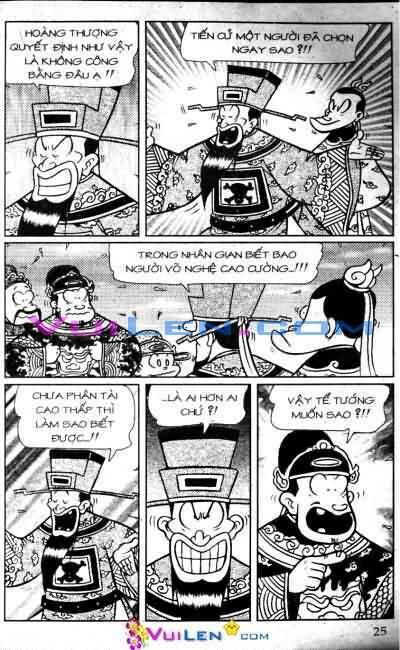 HOÀNG THƯỢNG
QUYẾT ĐỊNH NHƯ VẬY
LÀ KHÔNG CÔNG
BẰNG ĐÂU Ạ !!
TIẾN CỬ MỘT NGƯỜI ĐÃ CHỌN
NGAY SAO ?!!
TRONG NHÂN GIAN BIẾT BAO
NGƯỜI VÕ NGHỆ CAO CƯỜNG...!!!
VUILEN.COM
CHƯA PHÂN TÀI
CAO THẤP THÌ
LÀM SAO BIẾT
ĐƯỢC...!!
...LÀ AI HƠN AI
CHỨ ?!
VẬY TỂ TƯỚNG
MUỐN SAO ?!!
25
VUILEN.COM